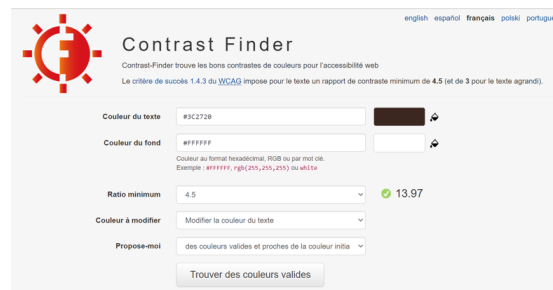 english español français polski portugue
Contrast Finder
Contrast-Finder trouve les bons contrastes de couleurs pour l'accessibilité web
Le critère de succès 1.4.3 du WCAG impose pour le texte un rapport de contraste minimum de 4.5 (et de 3 pour le texte agrandi).
Couleur du texte #3C2720
Couleur du fond #FFFFFF
Couleur au format hexadécimal, RGB ou par mot clé.
Exemple : #FFFFFF, rgb(255,255,255) ou white
Ratio minimum 4.5 13.97
Couleur à modifier Modifier la couleur du texte
Propose-moi des couleurs valides et proches de la couleur initia
Trouver des couleurs valides